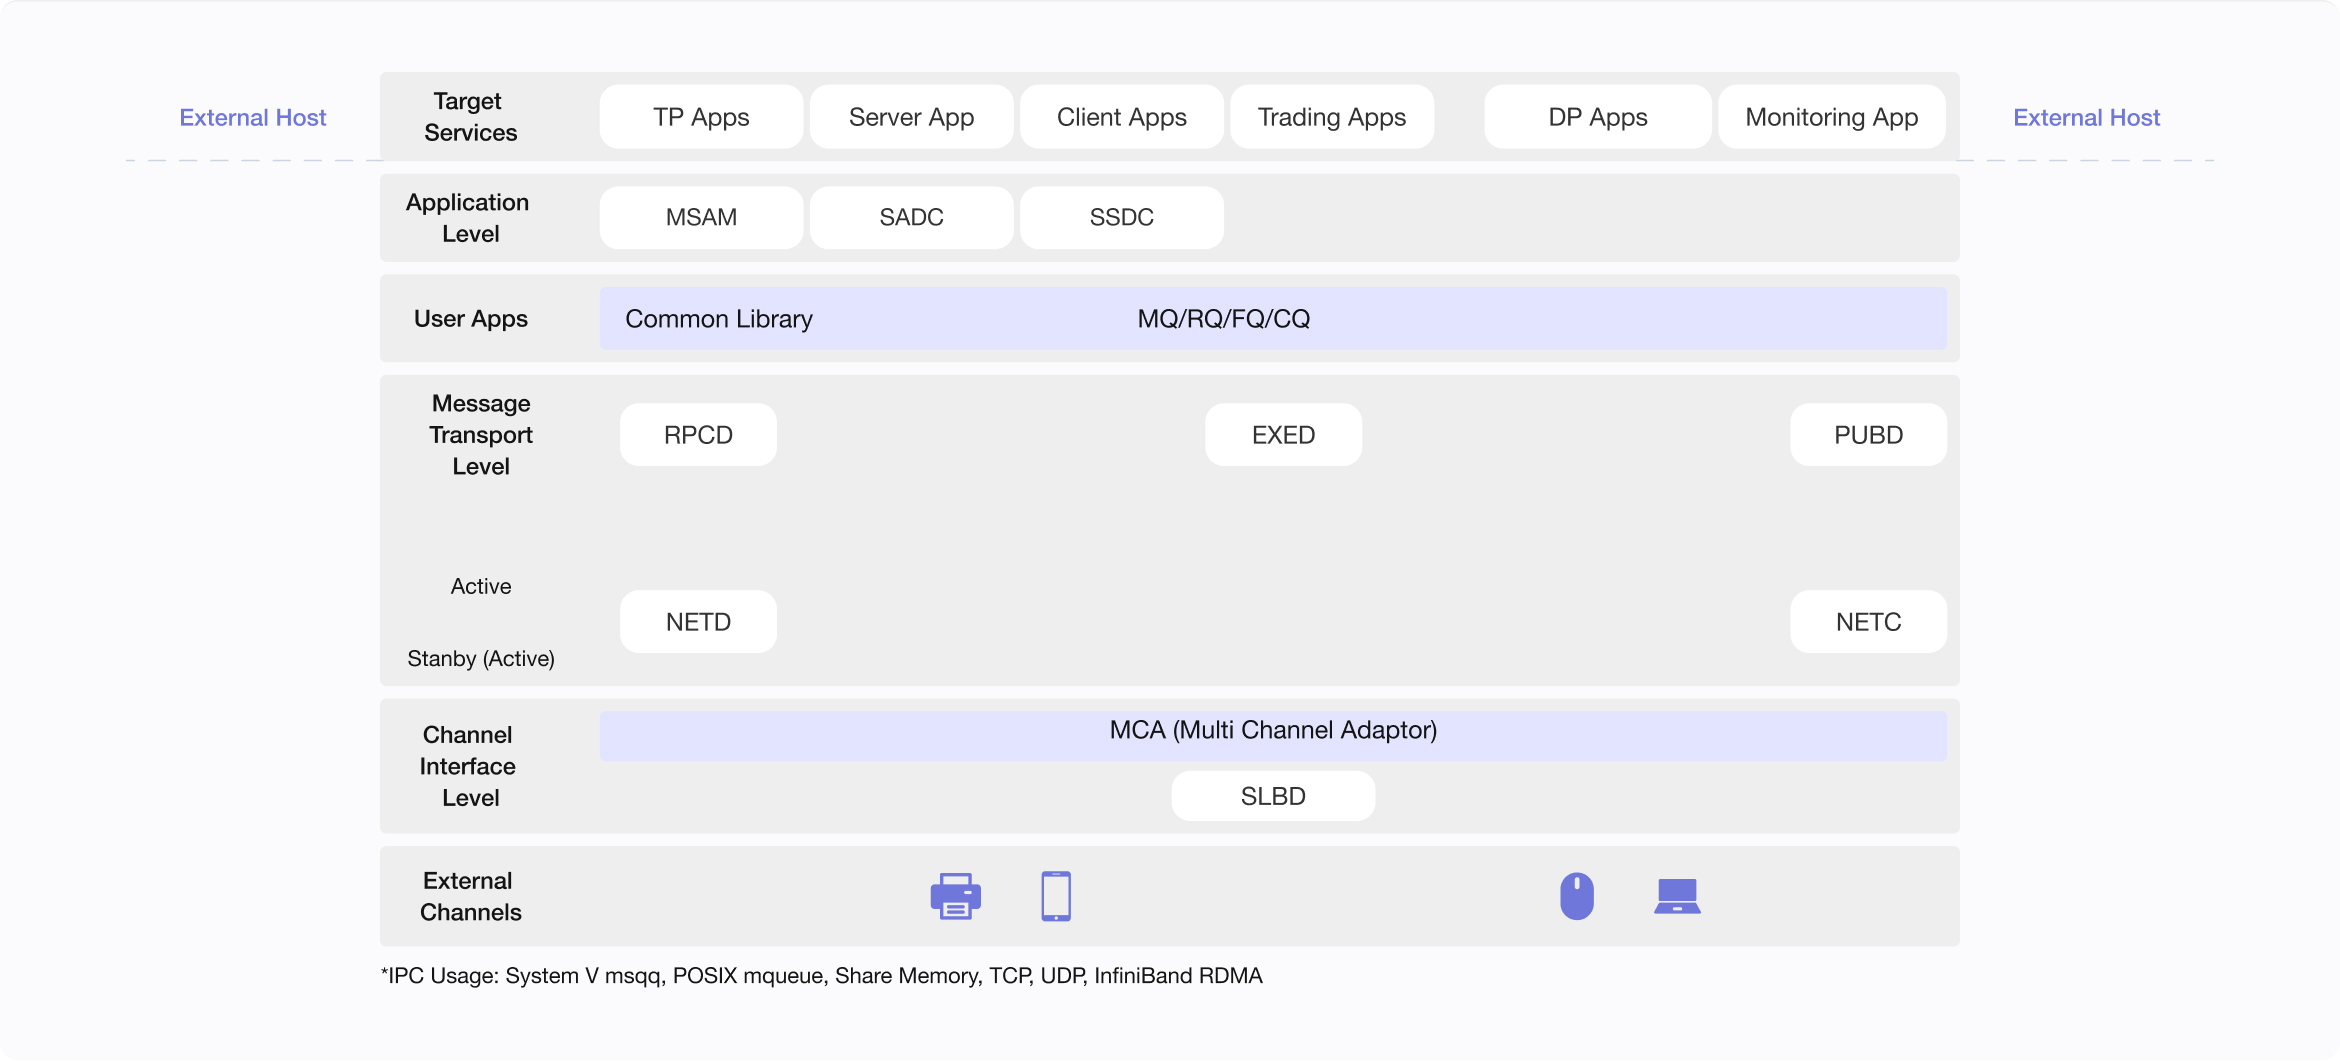 External Host
Target
Services
TP Apps
Server App
Client Apps
Trading Apps
DP Apps
Monitoring App
External Host
Application
Level
MSAM
SADC
SSDC
User Apps
Common Library
MQ/RQ/FQ/CQ
Message
Transport
Level
RPCD
EXED
PUBD
Active
NETD
NETC
Stanby (Active)
Channel
Interface
Level
MCA (Multi Channel Adaptor)
SLBD
External
Channels
*IPC Usage: System V msqq, POSIX mqueue, Share Memory, TCP, UDP, InfiniBand RDMA